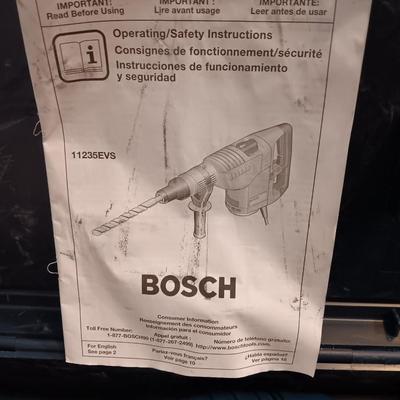 IMPORTANT:
Read Before Using
IMPORTANT :
Lire avant usage
IMPORTANTE:
Leer antes de usar
Operating/Safety Instructions
Consignes de fonctionnement/sécurité
Instrucciones de funcionamiento
y seguridad
11235EVS
BOSCH
Consumer Information
Renseignement des consommateurs
Información para el consumidor
Toll Free Number:
1-877-BOSCH99 (1-877-267-2499)
Appel gratuit :
Número de teléfono gratuito:
http://www.boschtools.com
For English
See page 2
Parlez-vous français?
Voir page 10
¿Habla español?
Ver página 18